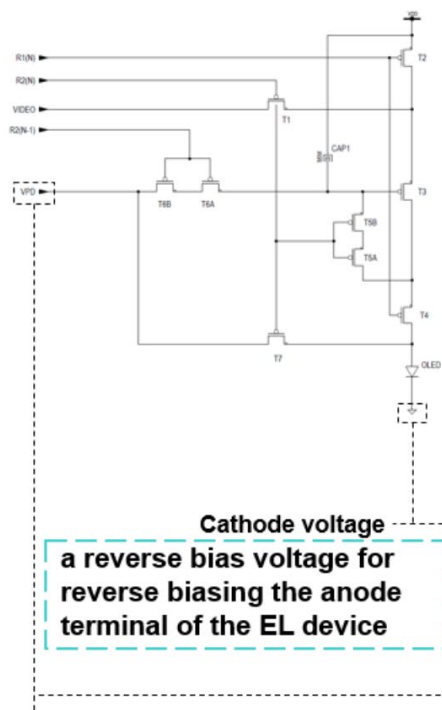 VDD
R1(N)
T2
R2(N)
VIDEO
T1
R2(N-1)
CAP1
VPD
T3
T6B
T6A
T5B
T5A
T4
T7
OLED
Cathode voltage
a reverse bias voltage for
reverse biasing the anode
terminal of the EL device